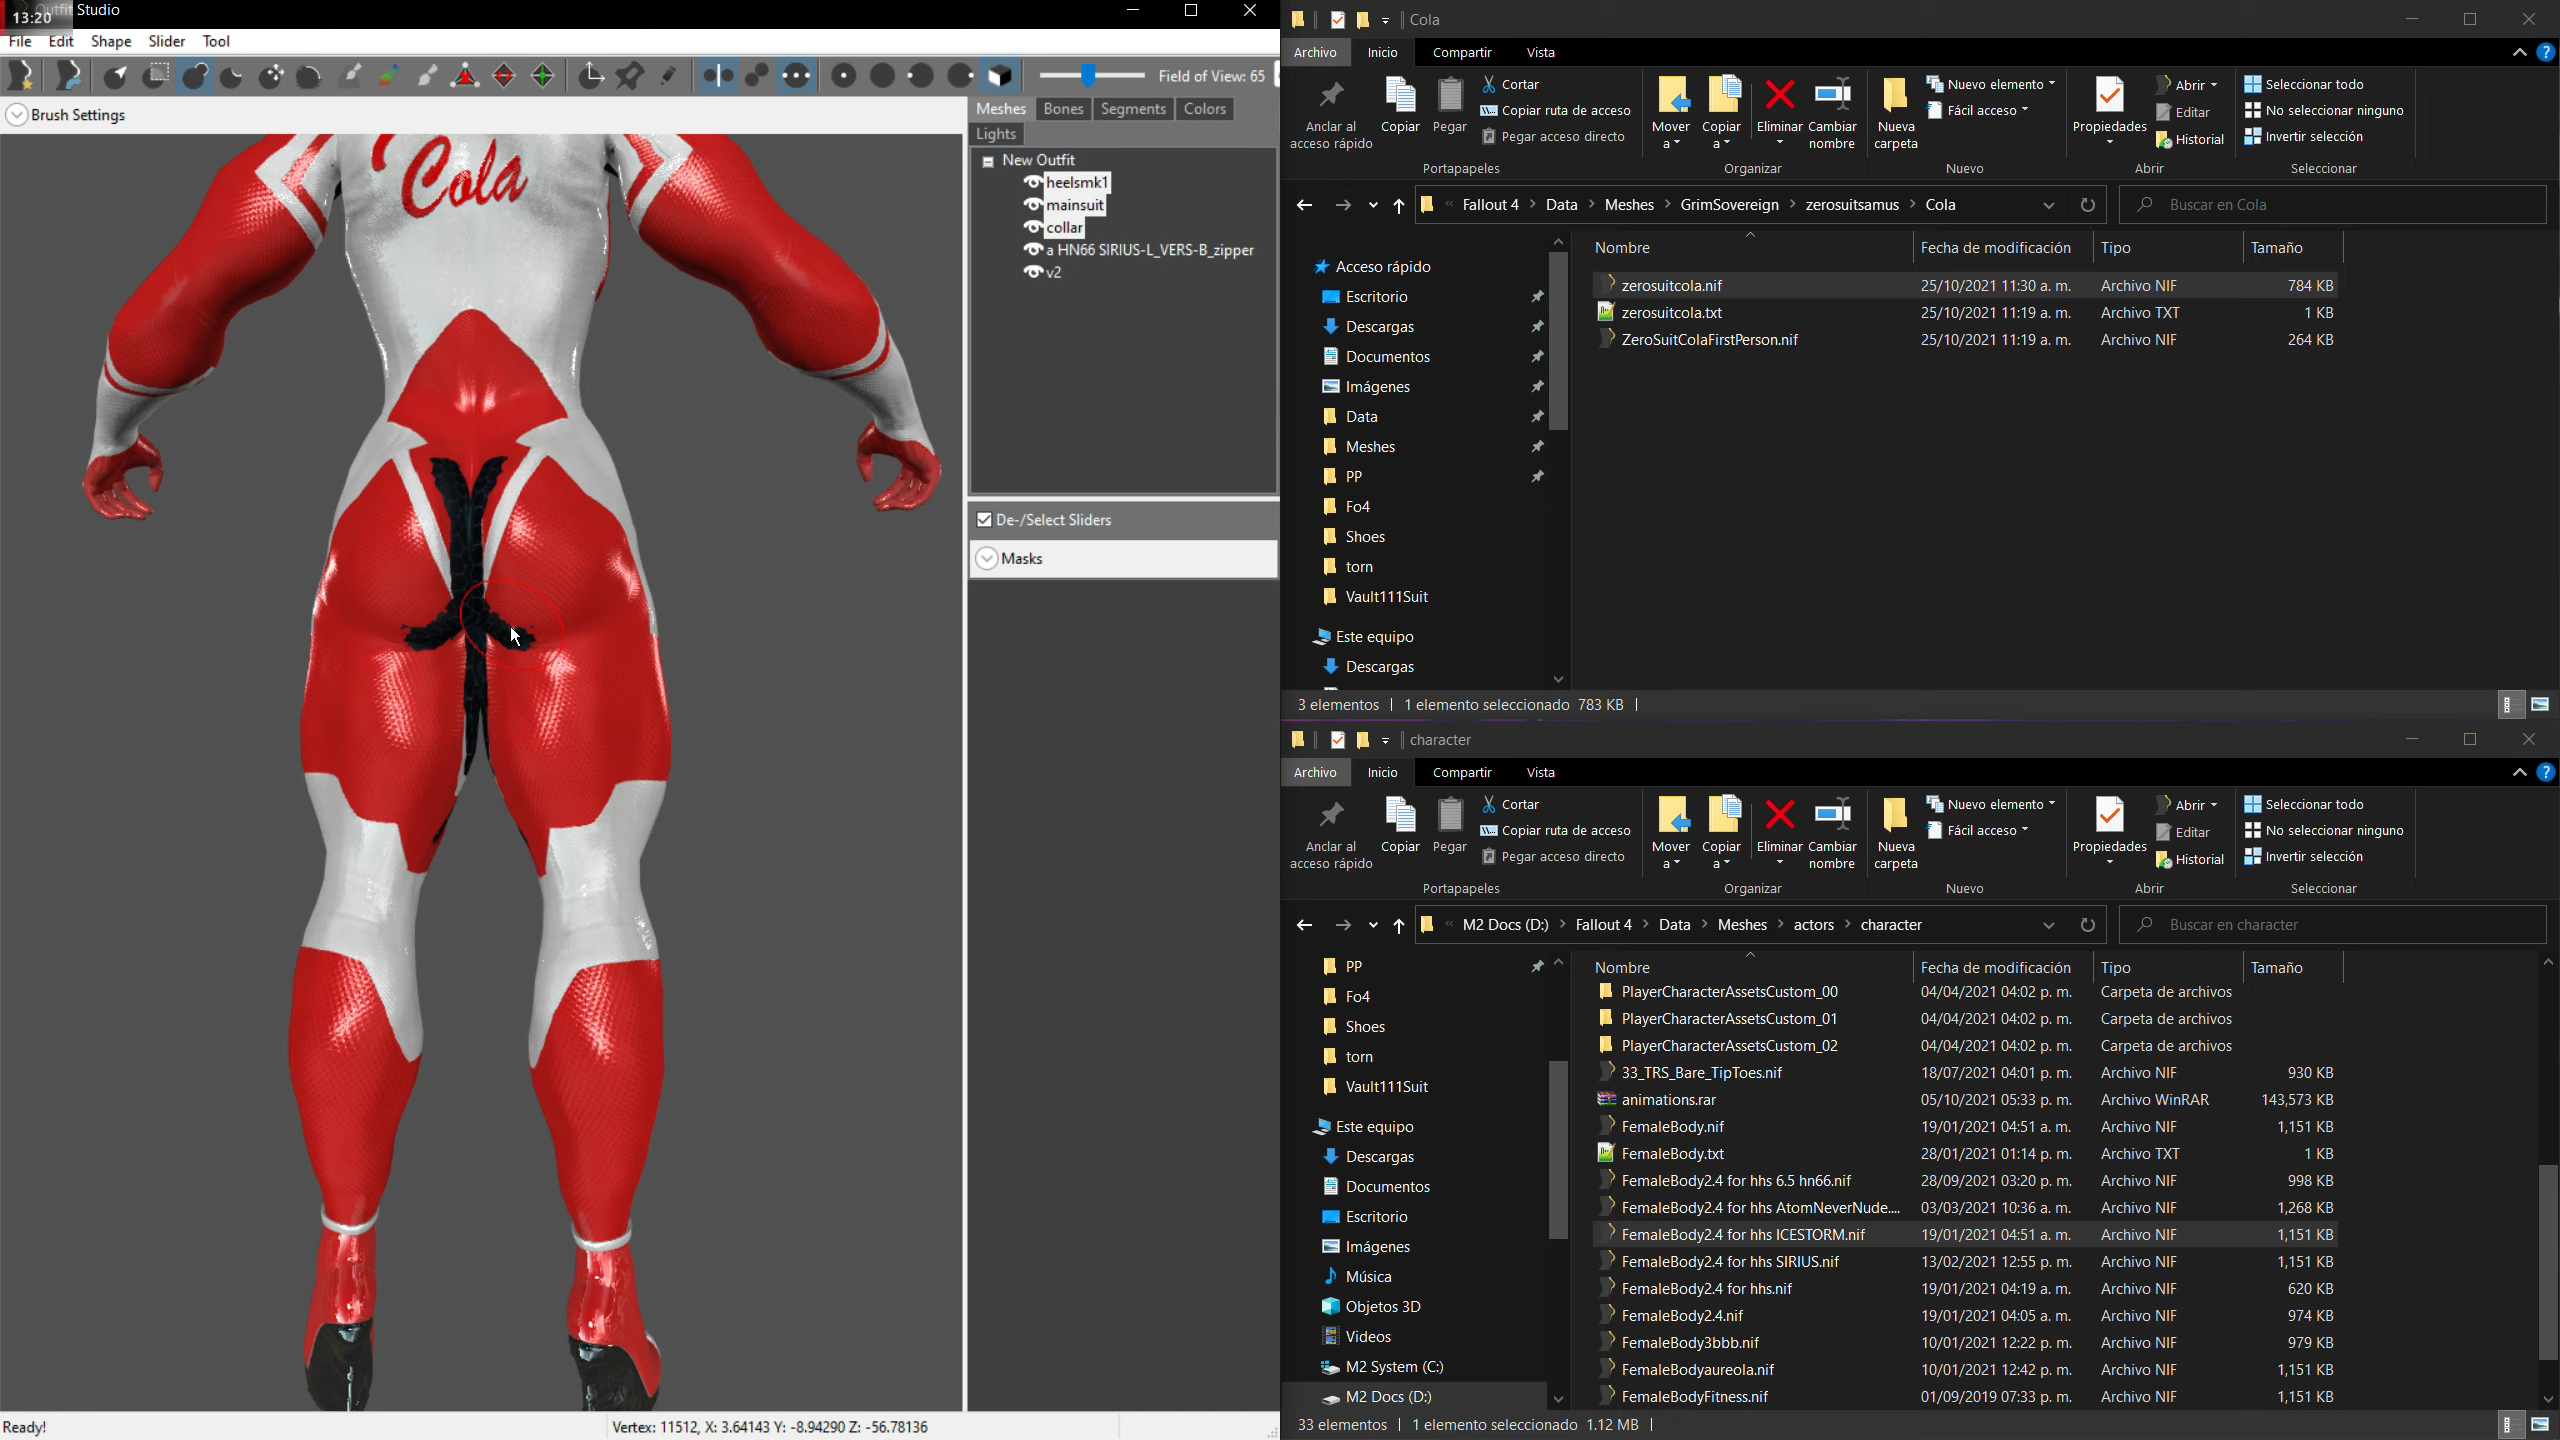 13:20
Outfit Studio
File Edit Shape Slider Tool
Field of View: 65
Brush Settings
Meshes Bones Segments Colors
Lights
New Outfit
heelsmk1
mainsuit
collar
a HN66 SIRIUS-L_VERS-B_zipper
v2
De-/Select Sliders
Masks
Cola
Ready!
Vertex: 11512, X: 3.64143 Y: -8.94290 Z: -56.78136
Cola
Archivo Inicio Compartir Vista
Anclar al acceso rápido
Copiar
Pegar
Cortar
Copiar ruta de acceso
Pegar acceso directo
Mover a
Copiar a
Eliminar
Cambiar nombre
Nueva carpeta
Nuevo elemento
Fácil acceso
Propiedades
Abrir
Editar
Historial
Seleccionar todo
No seleccionar ninguno
Invertir selección
Portapapeles Organizar Nuevo Abrir Seleccionar
« Fallout 4 > Data > Meshes > GrimSovereign > zerosuitsamus > Cola
Buscar en Cola
Nombre Fecha de modificación Tipo Tamaño
zerosuitcola.nif 25/10/2021 11:30 a. m. Archivo NIF 784 KB
zerosuitcola.txt 25/10/2021 11:19 a. m. Archivo TXT 1 KB
ZeroSuitColaFirstPerson.nif 25/10/2021 11:19 a. m. Archivo NIF 264 KB
Acceso rápido
Escritorio
Descargas
Documentos
Imágenes
Data
Meshes
PP
Fo4
Shoes
torn
Vault111Suit
Este equipo
Descargas
3 elementos | 1 elemento seleccionado 783 KB |
character
Archivo Inicio Compartir Vista
Anclar al acceso rápido
Copiar
Pegar
Cortar
Copiar ruta de acceso
Pegar acceso directo
Mover a
Copiar a
Eliminar
Cambiar nombre
Nueva carpeta
Nuevo elemento
Fácil acceso
Propiedades
Abrir
Editar
Historial
Seleccionar todo
No seleccionar ninguno
Invertir selección
Portapapeles Organizar Nuevo Abrir Seleccionar
« M2 Docs (D:) > Fallout 4 > Data > Meshes > actors > character
Buscar en character
Nombre Fecha de modificación Tipo Tamaño
PlayerCharacterAssetsCustom_00 04/04/2021 04:02 p. m. Carpeta de archivos
PlayerCharacterAssetsCustom_01 04/04/2021 04:02 p. m. Carpeta de archivos
PlayerCharacterAssetsCustom_02 04/04/2021 04:02 p. m. Carpeta de archivos
33_TRS_Bare_TipToes.nif 18/07/2021 04:01 p. m. Archivo NIF 930 KB
animations.rar 05/10/2021 05:33 p. m. Archivo WinRAR 143,573 KB
FemaleBody.nif 19/01/2021 04:51 a. m. Archivo NIF 1,151 KB
FemaleBody.txt 28/01/2021 01:14 p. m. Archivo TXT 1 KB
FemaleBody2.4 for hhs 6.5 hn66.nif 28/09/2021 03:20 p. m. Archivo NIF 998 KB
FemaleBody2.4 for hhs AtomNeverNude.... 03/03/2021 10:36 a. m. Archivo NIF 1,268 KB
FemaleBody2.4 for hhs ICESTORM.nif 19/01/2021 04:51 a. m. Archivo NIF 1,151 KB
FemaleBody2.4 for hhs SIRIUS.nif 13/02/2021 12:55 p. m. Archivo NIF 1,151 KB
FemaleBody2.4 for hhs.nif 19/01/2021 04:19 a. m. Archivo NIF 620 KB
FemaleBody2.4.nif 19/01/2021 04:05 a. m. Archivo NIF 974 KB
FemaleBody3bbb.nif 10/01/2021 12:22 p. m. Archivo NIF 979 KB
FemaleBodyaureola.nif 10/01/2021 12:42 p. m. Archivo NIF 1,151 KB
FemaleBodyFitness.nif 01/09/2019 07:33 p. m. Archivo NIF 1,151 KB
PP
Fo4
Shoes
torn
Vault111Suit
Este equipo
Descargas
Documentos
Escritorio
Imágenes
Música
Objetos 3D
Videos
M2 System (C:)
M2 Docs (D:)
33 elementos | 1 elemento seleccionado 1.12 MB |